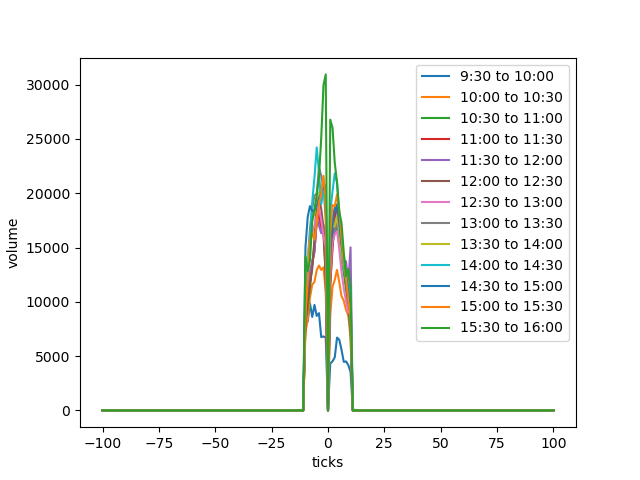 30000
25000
20000
15000
10000
5000
0
volume
−100
−75
−50
−25
0
25
50
75
100
ticks
9:30 to 10:00
10:00 to 10:30
10:30 to 11:00
11:00 to 11:30
11:30 to 12:00
12:00 to 12:30
12:30 to 13:00
13:00 to 13:30
13:30 to 14:00
14:00 to 14:30
14:30 to 15:00
15:00 to 15:30
15:30 to 16:00